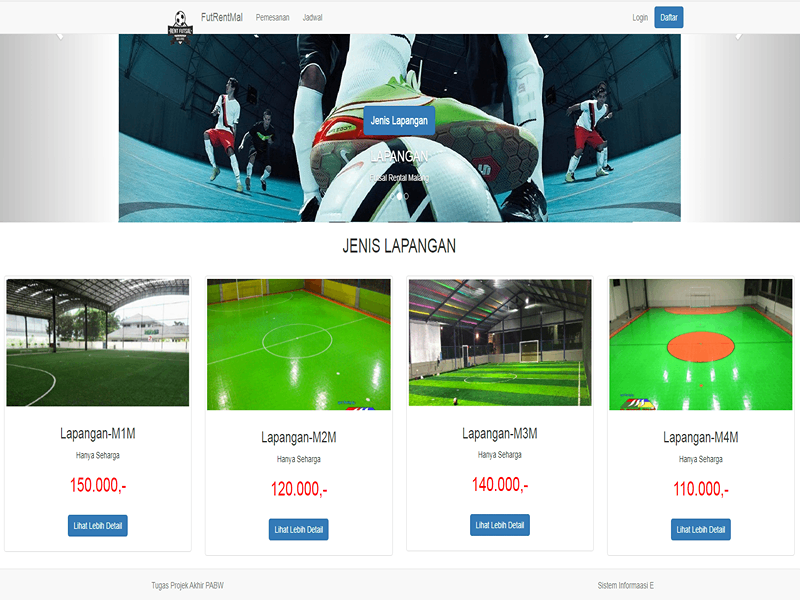 FutRentMal
Pemesanan
Jadwal
Login
Daftar
RENT FUTSAL
Jenis Lapangan
LAPANGAN
Futsal Rental Malang
JENIS LAPANGAN
Lapangan-M1M
Hanya Seharga
150.000,-
Lihat Lebih Detail
Lapangan-M2M
Hanya Seharga
120.000,-
Lihat Lebih Detail
Lapangan-M3M
Hanya Seharga
140.000,-
Lihat Lebih Detail
Lapangan-M4M
Hanya Seharga
110.000,-
Lihat Lebih Detail
Tugas Projek Akhir PABW
Sistem Informaasi E